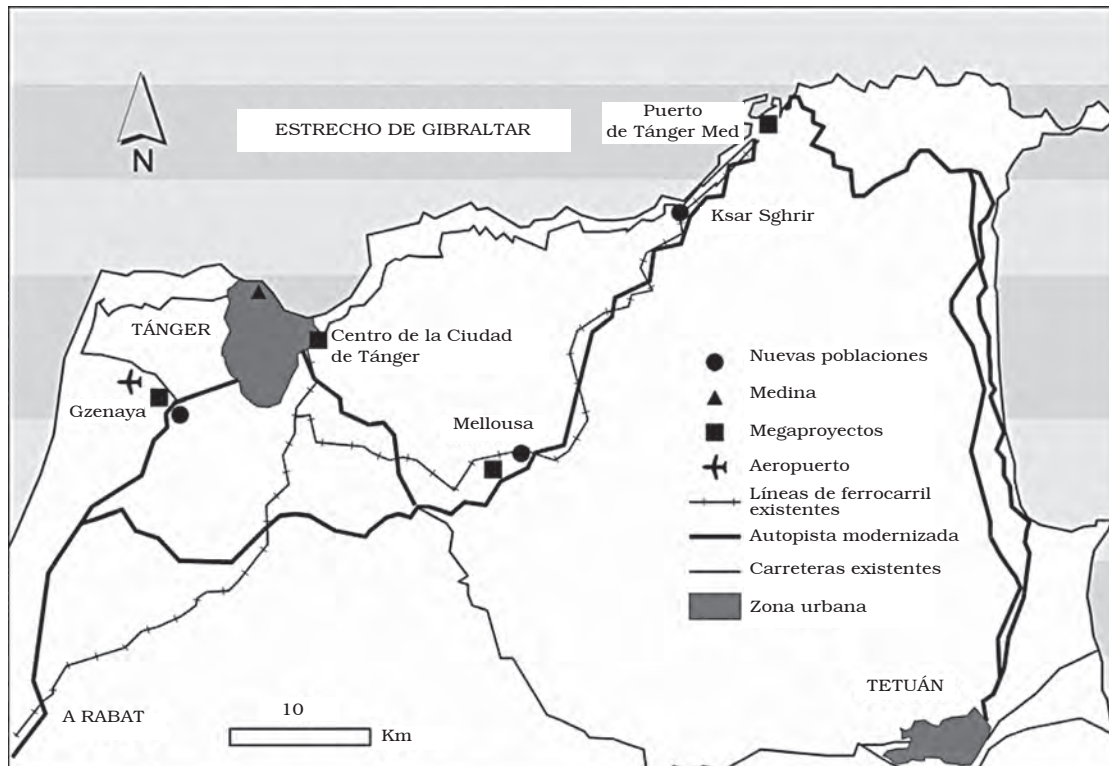 N
ESTRECHO DE GIBRALTAR
Puerto
de Tánger Med
Ksar Sghrir
TÁNGER
Centro de la Ciudad
de Tánger
Gzenaya
Mellousa
Nuevas poblaciones
Medina
Megaproyectos
Aeropuerto
Líneas de ferrocarril
existentes
Autopista modernizada
Carreteras existentes
Zona urbana
TETUÁN
A RABAT
10
Km